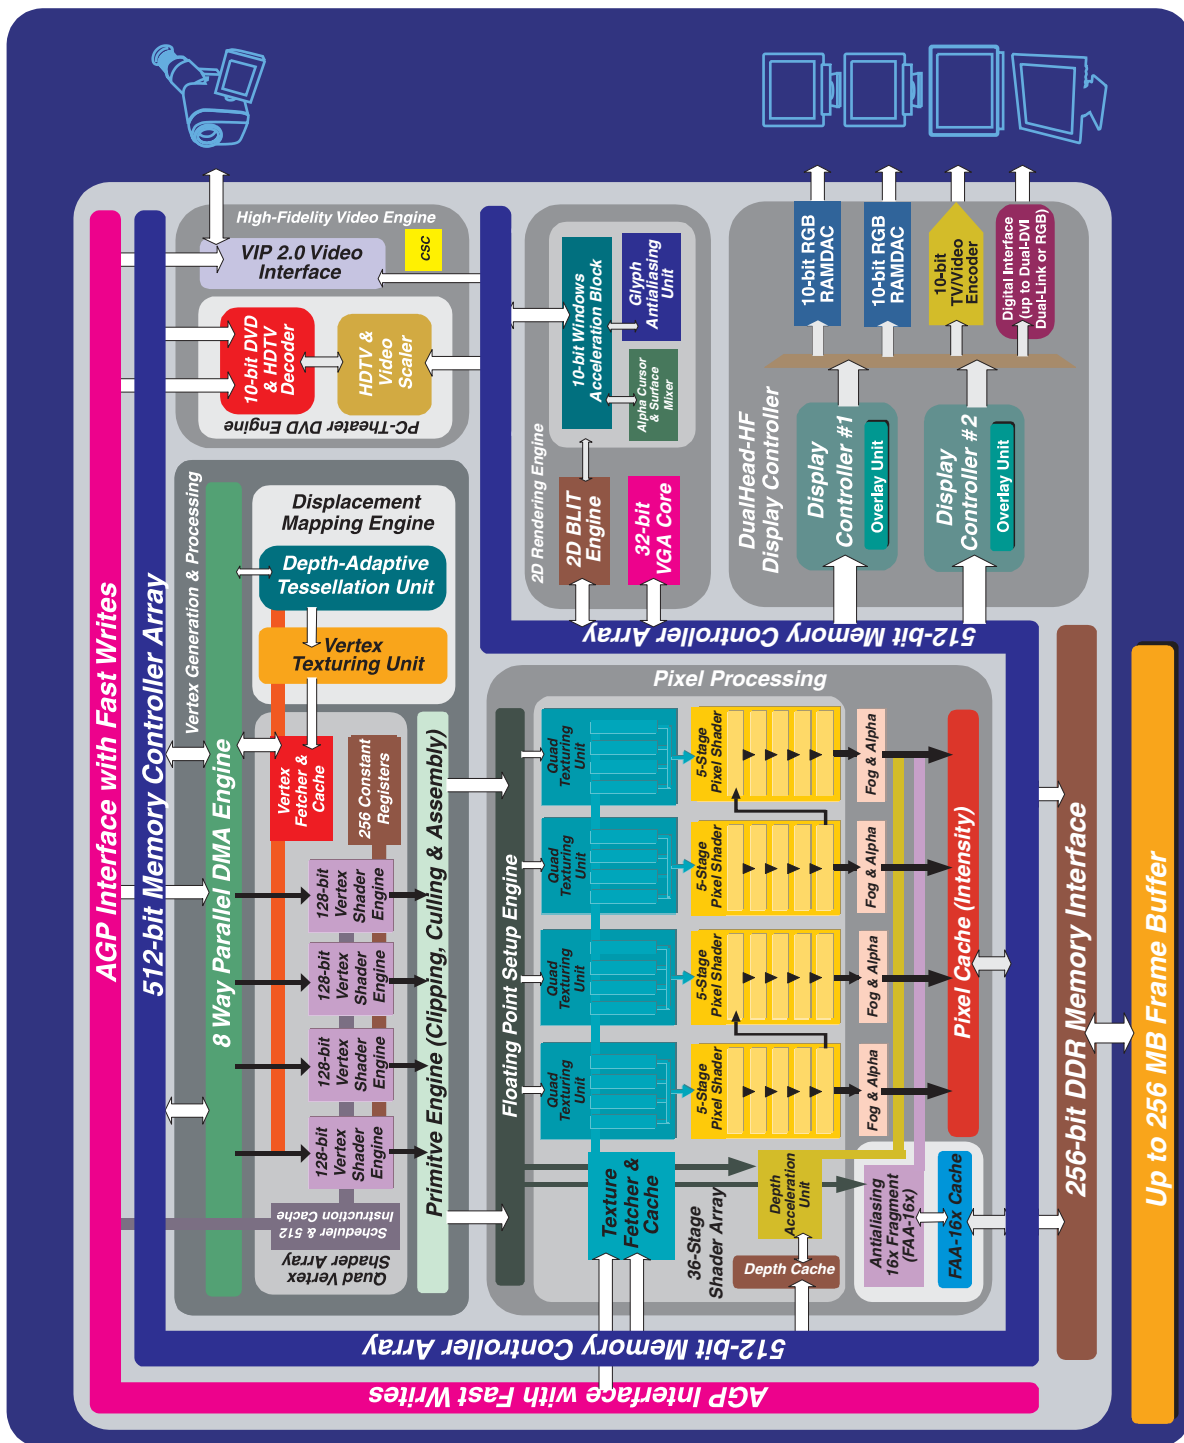 AGP Interface with Fast Writes
512-bit Memory Controller Array
High-Fidelity Video Engine
VIP 2.0 Video
Interface
CSC
10-bit DVD
& HDTV
Decoder
HDTV &
Video
Scaler
PC-Theater DVD Engine
Vertex Generation & Processing
8 Way Parallel DMA Engine
Displacement
Mapping Engine
Depth-Adaptive
Tessellation Unit
Vertex
Texturing Unit
Vertex
Fetcher &
Cache
256 Constant
Registers
128-bit
Vertex
Shader
Engine
128-bit
Vertex
Shader
Engine
128-bit
Vertex
Shader
Engine
128-bit
Vertex
Shader
Engine
Scheduler & 512
Instruction Cache
Quad Vertex
Shader Array
Primitve Engine (Clipping, Culling & Assembly)
2D Rendering Engine
10-bit Windows
Acceleration Block
Glyph
Antialiasing
Unit
Alpha Cursor
& Surface
Mixer
2D BLIT
Engine
32-bit
VGA Core
512-bit Memory Controller Array
DualHead-HF
Display Controller
10-bit RGB
RAMDAC
10-bit RGB
RAMDAC
10-bit
TV/Video
Encoder
Digital Interface
(up to Dual-DVI
Dual-Link or RGB)
Display
Controller #1
Overlay Unit
Display
Controller #2
Overlay Unit
Pixel Processing
Floating Point Setup Engine
Quad
Texturing
Unit
5-Stage
Pixel Shader
Fog & Alpha
Quad
Texturing
Unit
5-Stage
Pixel Shader
Fog & Alpha
Quad
Texturing
Unit
5-Stage
Pixel Shader
Fog & Alpha
Quad
Texturing
Unit
5-Stage
Pixel Shader
Fog & Alpha
Pixel Cache (Intensity)
Texture
Fetcher &
Cache
36-Stage
Shader Array
Depth
Acceleration
Unit
Depth Cache
Antialiasing
16x Fragment
(FAA-16x)
FAA-16x Cache
512-bit Memory Controller Array
AGP Interface with Fast Writes
256-bit DDR Memory Interface
Up to 256 MB Frame Buffer